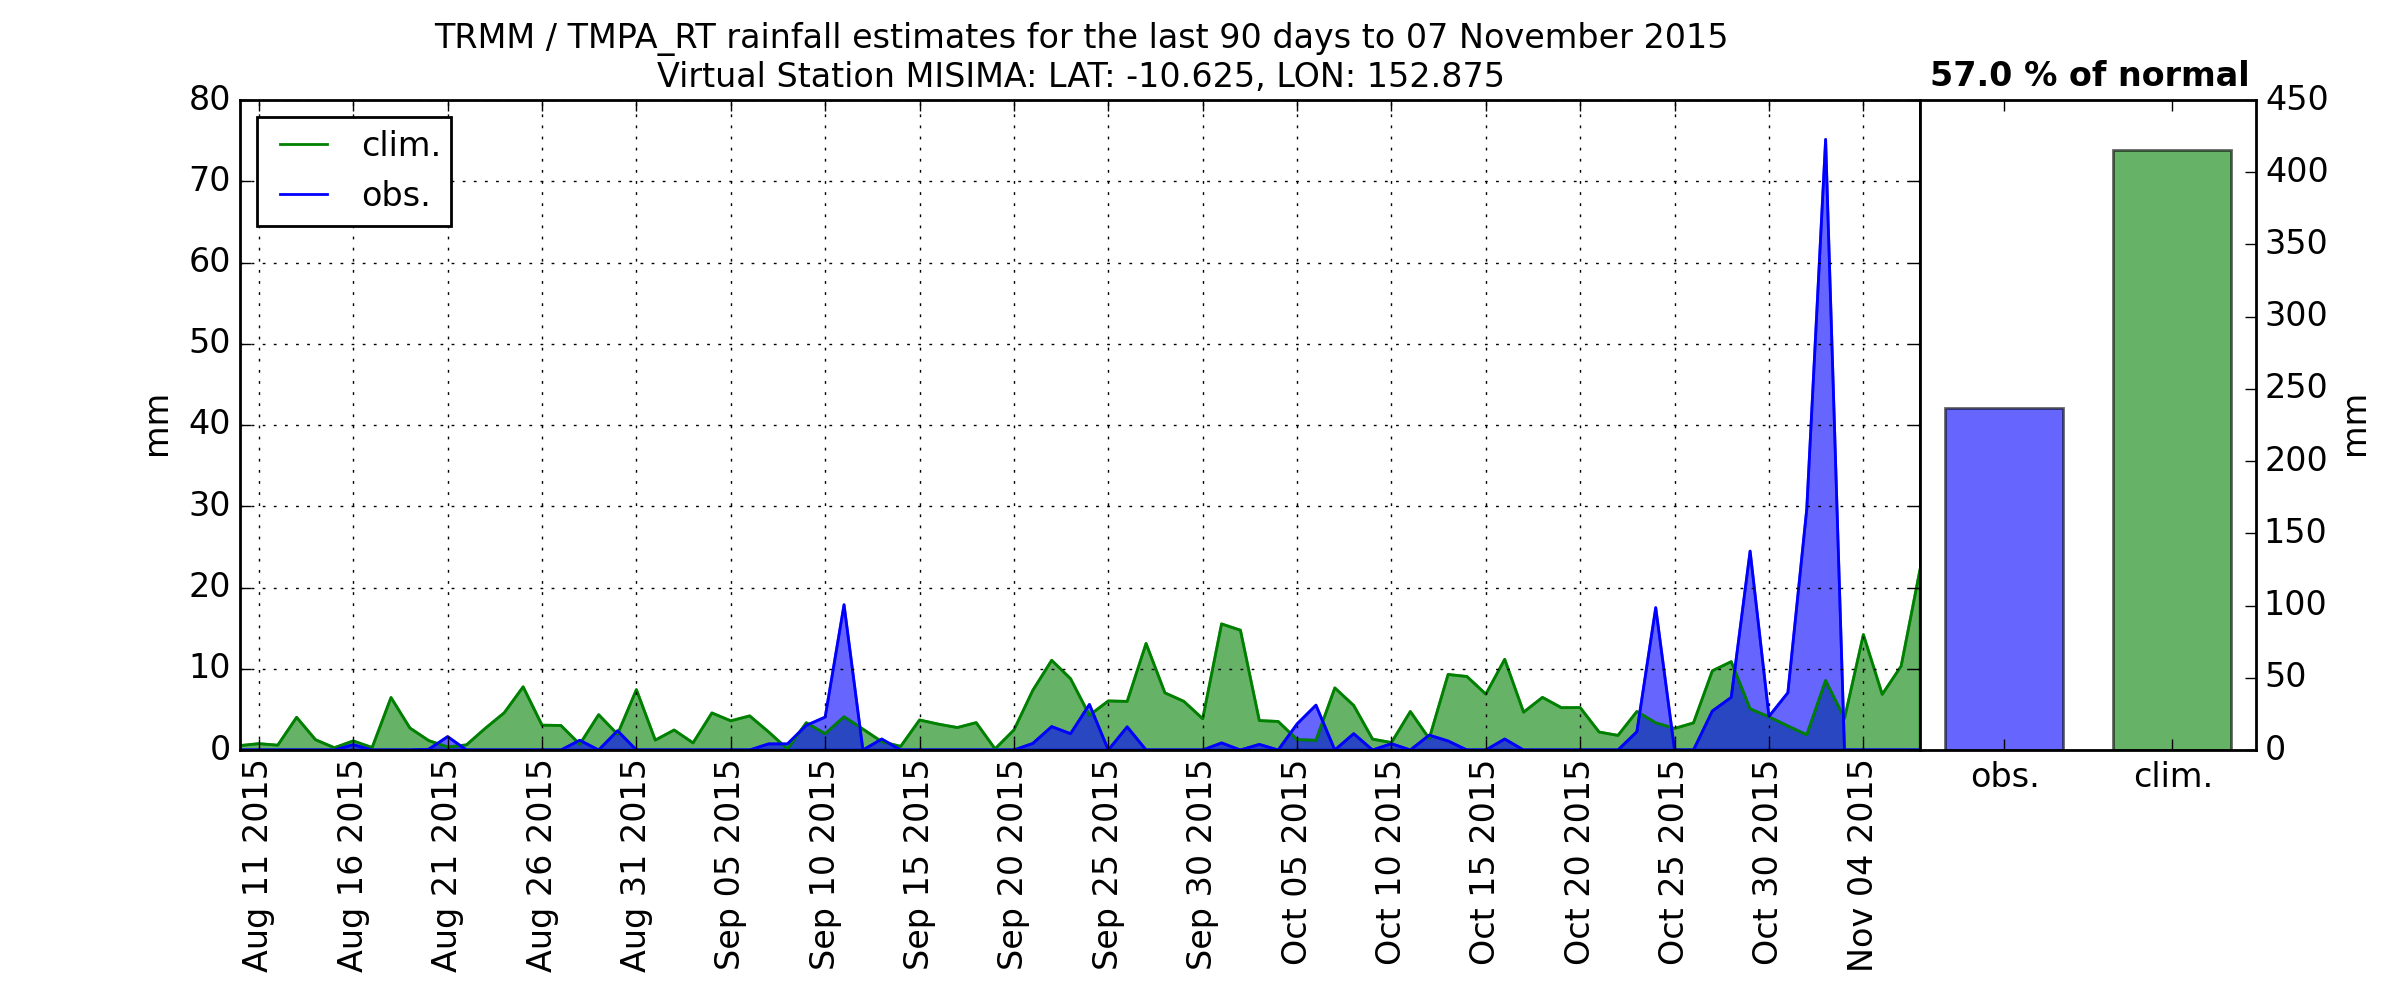 TRMM / TMPA_RT rainfall estimates for the last 90 days to 07 November 2015
Virtual Station MISIMA: LAT: -10.625, LON: 152.875
57.0 % of normal
clim.
obs.
mm
80
70
60
50
40
30
20
10
0
Aug 11 2015
Aug 16 2015
Aug 21 2015
Aug 26 2015
Aug 31 2015
Sep 05 2015
Sep 10 2015
Sep 15 2015
Sep 20 2015
Sep 25 2015
Sep 30 2015
Oct 05 2015
Oct 10 2015
Oct 15 2015
Oct 20 2015
Oct 25 2015
Oct 30 2015
Nov 04 2015
obs.
clim.
450
400
350
300
250
200
150
100
50
0
mm